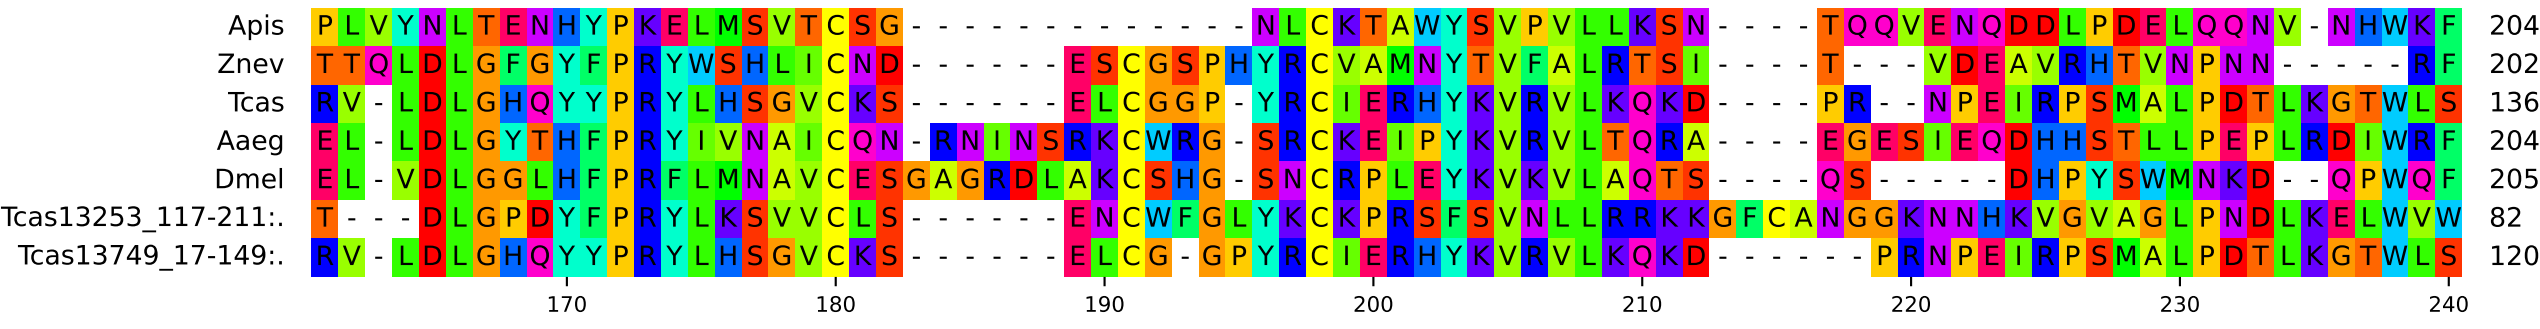 Apis PLVYNLTENHYPKELMSVTCSG-------------NLCKTAWYSVPVLLKSN----TQQVENQDDLPDELQQNV-NHWKF 204
Znev TTQLDLGFGYFPRYWSHLICND------ESCGSPHYRCVAMNYTVFALRTSI----T---VDEAVRHTVNPNN-----RF 202
Tcas RV-LDLGHQYYPRYLHSGVCKS------ELCGGP-YRCIERHYKVRVLKQKD----PR--NPEIRPSMALPDTLKGTWLS 136
Aaeg EL-LDLGYTHFPRYIVNAICQN-RNINSRKCWRG-SRCKEIPYKVRVLTQRA----EGESIEQDHHSTLLPEPLRDIWRF 204
Dmel EL-VDLGGLHFPRFLMNAVCESGAGRDLAKCSHG-SNCRPLEYKVKVLAQTS----QS-----DHPYSWMNKD--QPWQF 205
Tcas13253_117-211:. T---DLGPDYFPRYLKSVVCLS------ENCWFGLYKCKPRSFSVNLLRRKKGFCANGGKNNHKVGVAGLPNDLKELWVW 82
Tcas13749_17-149:. RV-LDLGHQYYPRYLHSGVCKS------ELCG-GPYRCIERHYKVRVLKQKD------PRNPEIRPSMALPDTLKGTWLS 120
170 180 190 200 210 220 230 240